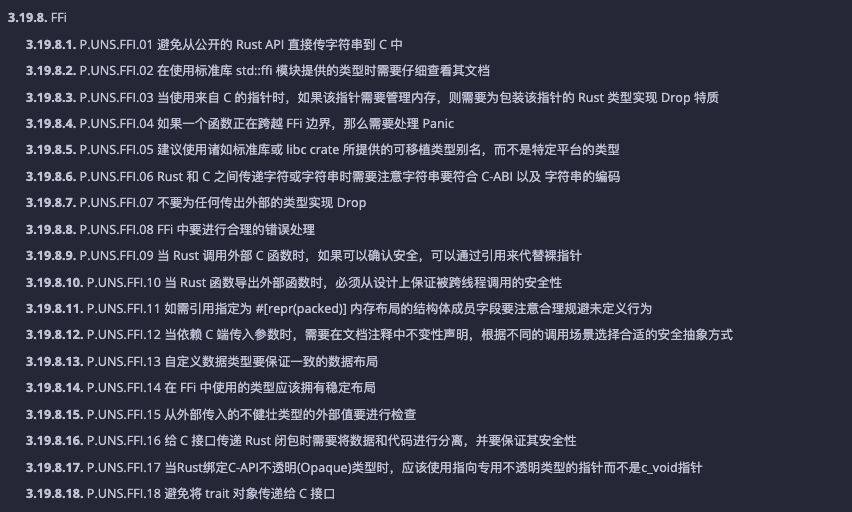 3.19.8. FFi
3.19.8.1. P.UNS.FFI.01 避免从公开的 Rust API 直接传字符串到 C 中
3.19.8.2. P.UNS.FFI.02 在使用标准库 std::ffi 模块提供的类型时需要仔细查看其文档
3.19.8.3. P.UNS.FFI.03 当使用来自 C 的指针时，如果该指针需要管理内存，则需要为包装该指针的 Rust 类型实现 Drop 特质
3.19.8.4. P.UNS.FFI.04 如果一个函数正在跨越 FFi 边界，那么需要处理 Panic
3.19.8.5. P.UNS.FFI.05 建议使用诸如标准库或 libc crate 所提供的可移植类型别名，而不是特定平台的类型
3.19.8.6. P.UNS.FFI.06 Rust 和 C 之间传递字符或字符串时需要注意字符串要符合 C-ABI 以及 字符串的编码
3.19.8.7. P.UNS.FFI.07 不要为任何传出外部的类型实现 Drop
3.19.8.8. P.UNS.FFI.08 FFi 中要进行合理的错误处理
3.19.8.9. P.UNS.FFI.09 当 Rust 调用外部 C 函数时，如果可以确认安全，可以通过引用来代替裸指针
3.19.8.10. P.UNS.FFI.10 当 Rust 函数导出外部函数时，必须从设计上保证被跨线程调用的安全性
3.19.8.11. P.UNS.FFI.11 如需引用指定为 #[repr(packed)] 内存布局的结构体成员字段要注意合理规避未定义行为
3.19.8.12. P.UNS.FFI.12 当依赖 C 端传入参数时，需要在文档注释中不变性声明，根据不同的调用场景选择合适的安全抽象方式
3.19.8.13. P.UNS.FFI.13 自定义数据类型要保证一致的数据布局
3.19.8.14. P.UNS.FFI.14 在 FFi 中使用的类型应该拥有稳定布局
3.19.8.15. P.UNS.FFI.15 从外部传入的不健壮类型的外部值要进行检查
3.19.8.16. P.UNS.FFI.16 给 C 接口传递 Rust 闭包时需要将数据和代码进行分离，并要保证其安全性
3.19.8.17. P.UNS.FFI.17 当Rust绑定C-API不透明(Opaque)类型时，应该使用指向专用不透明类型的指针而不是c_void指针
3.19.8.18. P.UNS.FFI.18 避免将 trait 对象传递给 C 接口